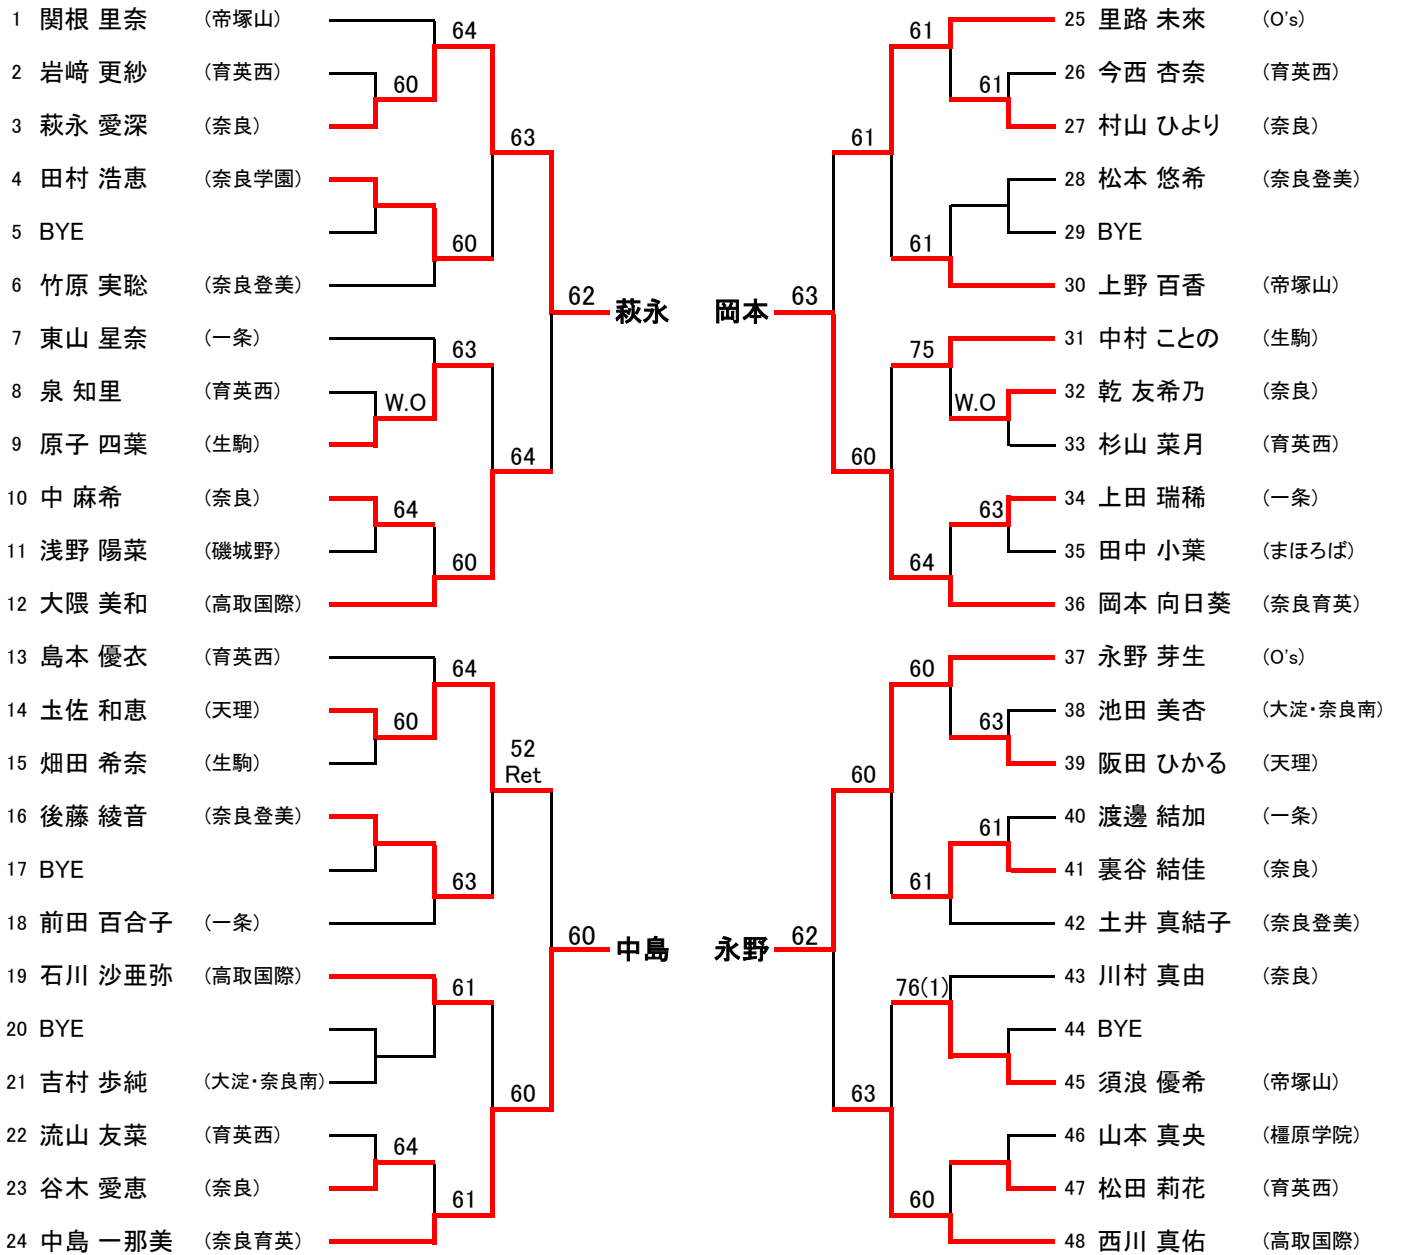 1 関根 里奈 (帝塚山)
2 岩﨑 更紗 (育英西)
3 萩永 愛深 (奈良)
4 田村 浩恵 (奈良学園)
5 BYE
6 竹原 実聡 (奈良登美)
7 東山 星奈 (一条)
8 泉 知里 (育英西)
9 原子 四葉 (生駒)
10 中 麻希 (奈良)
11 浅野 陽菜 (磯城野)
12 大隈 美和 (高取国際)
13 島本 優衣 (育英西)
14 圡佐 和恵 (天理)
15 畑田 希奈 (生駒)
16 後藤 綾音 (奈良登美)
17 BYE
18 前田 百合子 (一条)
19 石川 沙亜弥 (高取国際)
20 BYE
21 吉村 歩純 (大淀・奈良南)
22 流山 友菜 (育英西)
23 谷木 愛恵 (奈良)
24 中島 一那美 (奈良育英)
64
60
63
60
62
萩永
63
W.O
64
64
60
64
60
52
Ret
63
60
中島
61
60
64
61
61
61
61
61
岡本
63
75
W.O
60
63
64
60
63
60
61
61
永野
62
76(1)
63
60
25 里路 未來 (O's)
26 今西 杏奈 (育英西)
27 村山 ひより (奈良)
28 松本 悠希 (奈良登美)
29 BYE
30 上野 百香 (帝塚山)
31 中村 ことの (生駒)
32 乾 友希乃 (奈良)
33 杉山 菜月 (育英西)
34 上田 瑞稀 (一条)
35 田中 小葉 (まほろば)
36 岡本 向日葵 (奈良育英)
37 永野 芽生 (O's)
38 池田 美杏 (大淀・奈良南)
39 阪田 ひかる (天理)
40 渡邊 結加 (一条)
41 裏谷 結佳 (奈良)
42 土井 真結子 (奈良登美)
43 川村 真由 (奈良)
44 BYE
45 須浪 優希 (帝塚山)
46 山本 真央 (橿原学院)
47 松田 莉花 (育英西)
48 西川 真佑 (高取国際)